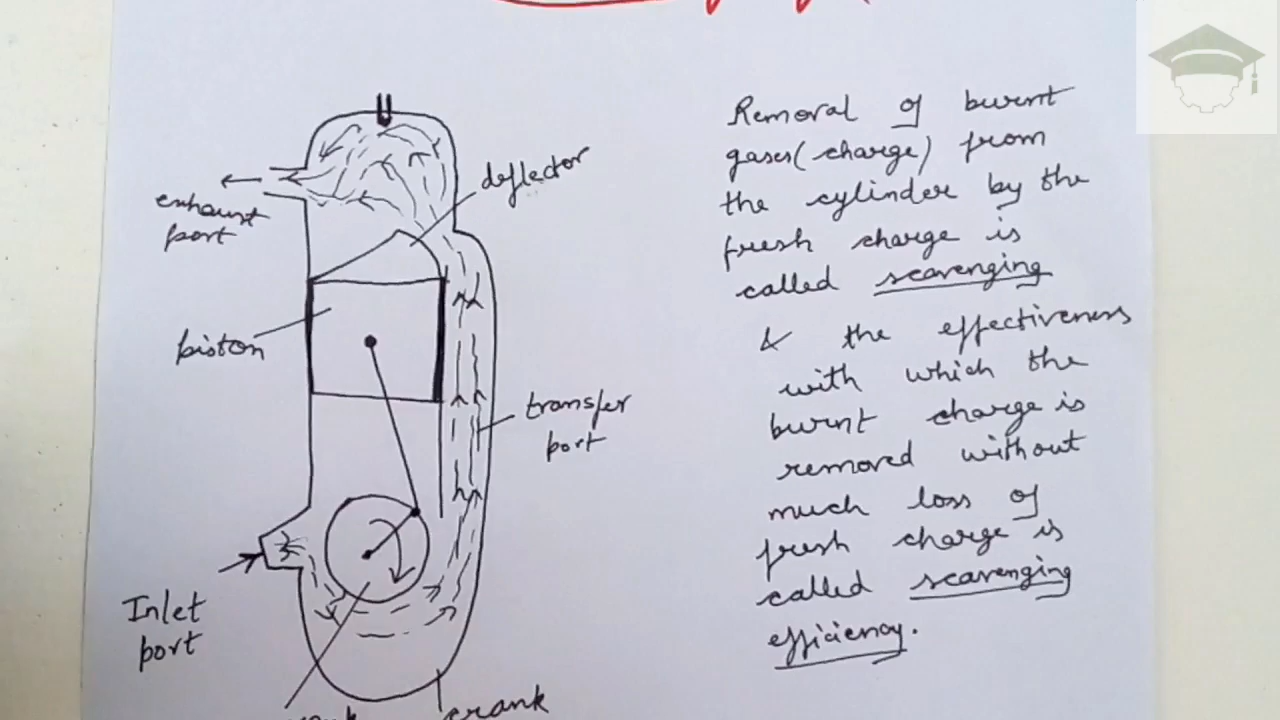 deflector
exhaust
port
piston
transfer
port
Inlet
port
crank
Removal of burnt
gases(charge) from
the cylinder by the
fresh charge is
called scavenging
& the effectiveness
with which the
burnt charge is
removed without
much loss of
fresh charge is
called scavenging
efficiency.